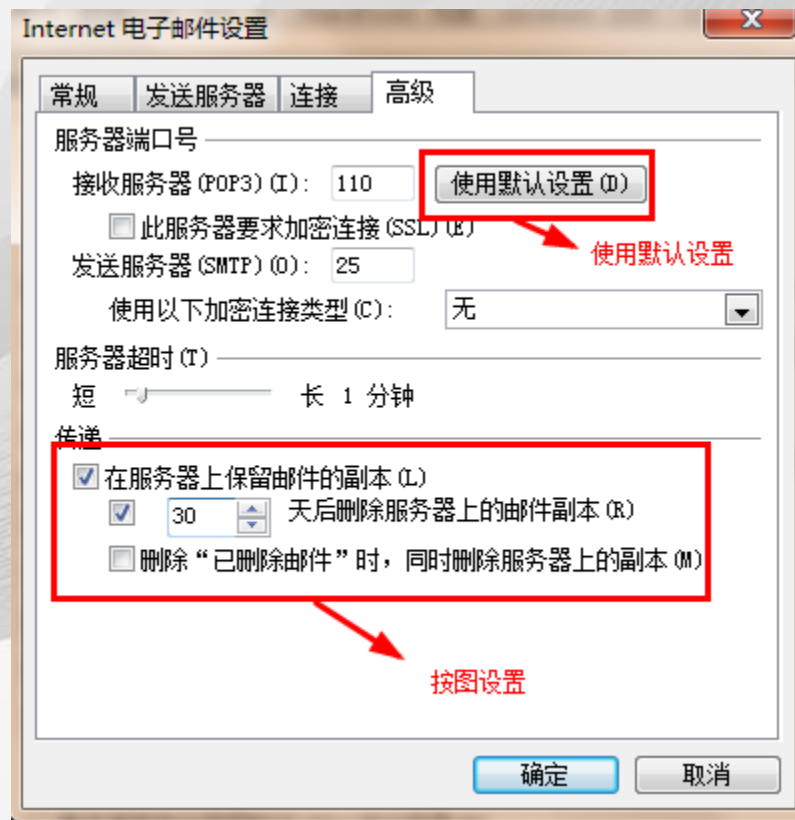 Internet 电子邮件设置
常规 发送服务器 连接 高级
服务器端口号
接收服务器(POP3)(I): 110 使用默认设置(D)
此服务器要求加密连接(SSL)(E)
使用默认设置
发送服务器(SMTP)(O): 25
使用以下加密连接类型(C): 无
服务器超时(T)
短 长 1 分钟
传递
在服务器上保留邮件的副本(L)
30 天后删除服务器上的邮件副本(R)
删除“已删除邮件”时，同时删除服务器上的副本(M)
按图设置
确定 取消